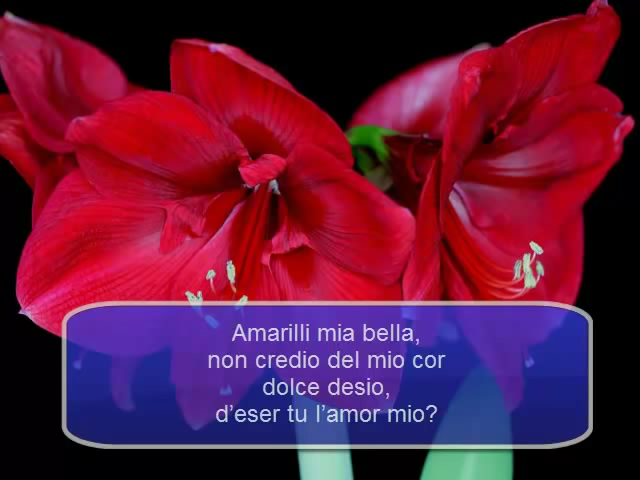 Amarilli mia bella,
non credio del mio cor
dolce desio,
d’eser tu l’amor mio?